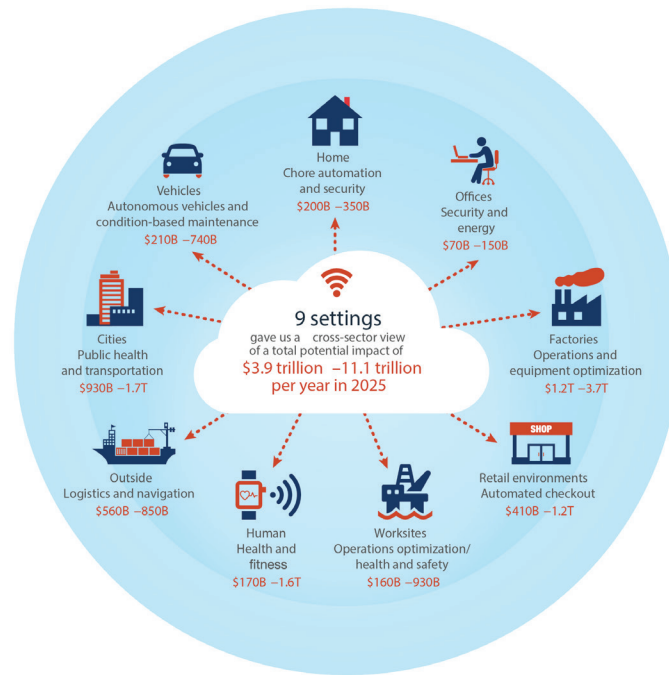 Home
Chore automation
and security
$200B –350B
Offices
Security and
energy
$70B –150B
Vehicles
Autonomous vehicles and
condition-based maintenance
$210B –740B
9 settings
gave us a cross-sector view
of a total potential impact of
$3.9 trillion –11.1 trillion
per year in 2025
Cities
Public health
and transportation
$930B –1.7T
Factories
Operations and
equipment optimization
$1.2T –3.7T
Outside
Logistics and navigation
$560B –850B
SHOP
Retail environments
Automated checkout
$410B –1.2T
Human
Health and
fitness
$170B –1.6T
Worksites
Operations optimization/
health and safety
$160B –930B